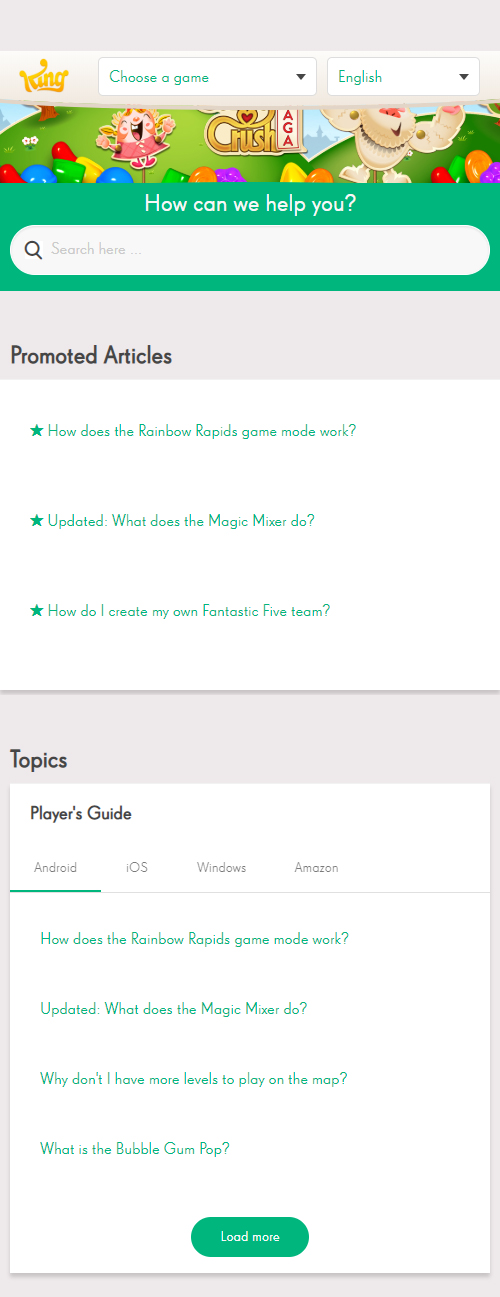 King
Choose a game
English
Crush
AGA
How can we help you?
Search here ...
Promoted Articles
★ How does the Rainbow Rapids game mode work?
★ Updated: What does the Magic Mixer do?
★ How do I create my own Fantastic Five team?
Topics
Player's Guide
Android iOS Windows Amazon
How does the Rainbow Rapids game mode work?
Updated: What does the Magic Mixer do?
Why don't I have more levels to play on the map?
What is the Bubble Gum Pop?
Load more